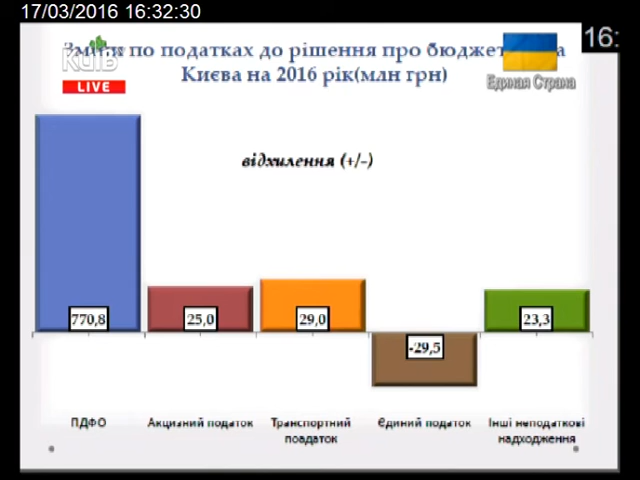 17/03/2016 16:32:30
16:
Зміни по податках до рішення про бюджет
Києва на 2016 рік(млн грн)
Київ
LIVE
Единая Страна
відхилення (+/-)
770,8
25,0
29,0
-29,5
23,3
ПДФО
Акцизний податок
Транспортний
поадаток
Єдиний податок
Інші неподаткові
надходження